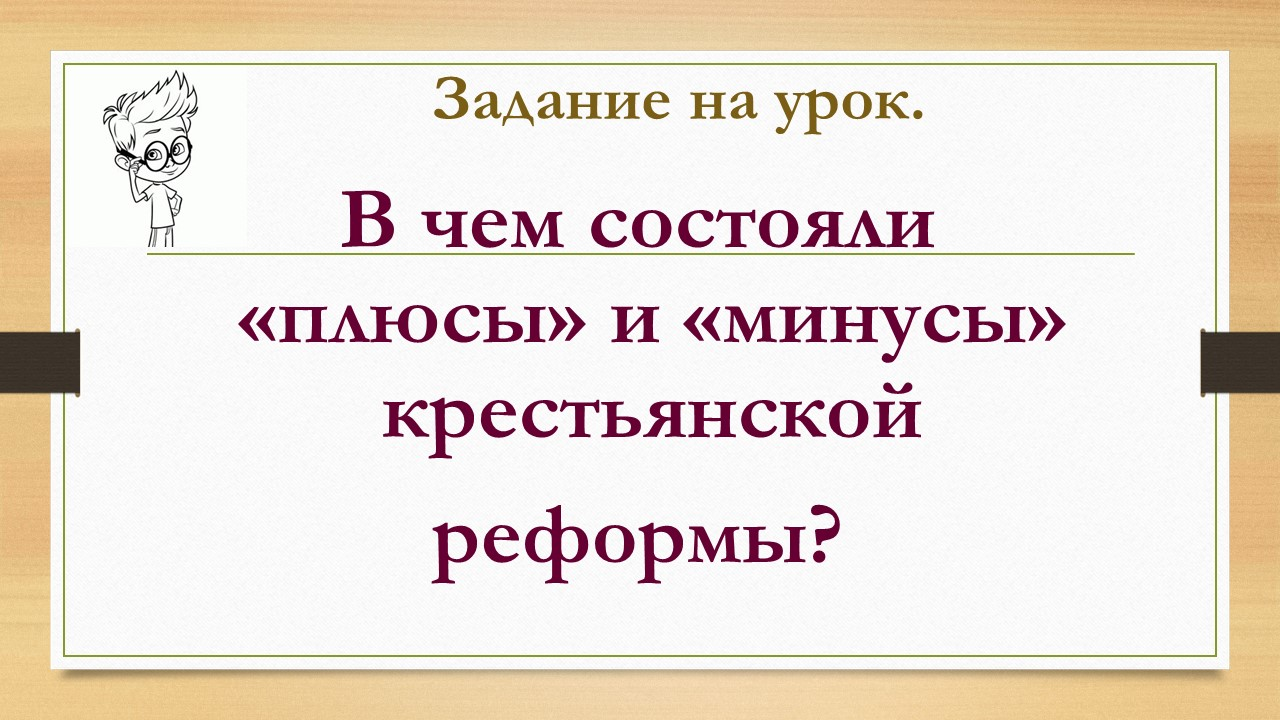 Задание на урок.
В чем состояли
«плюсы» и «минусы»
крестьянской
реформы?